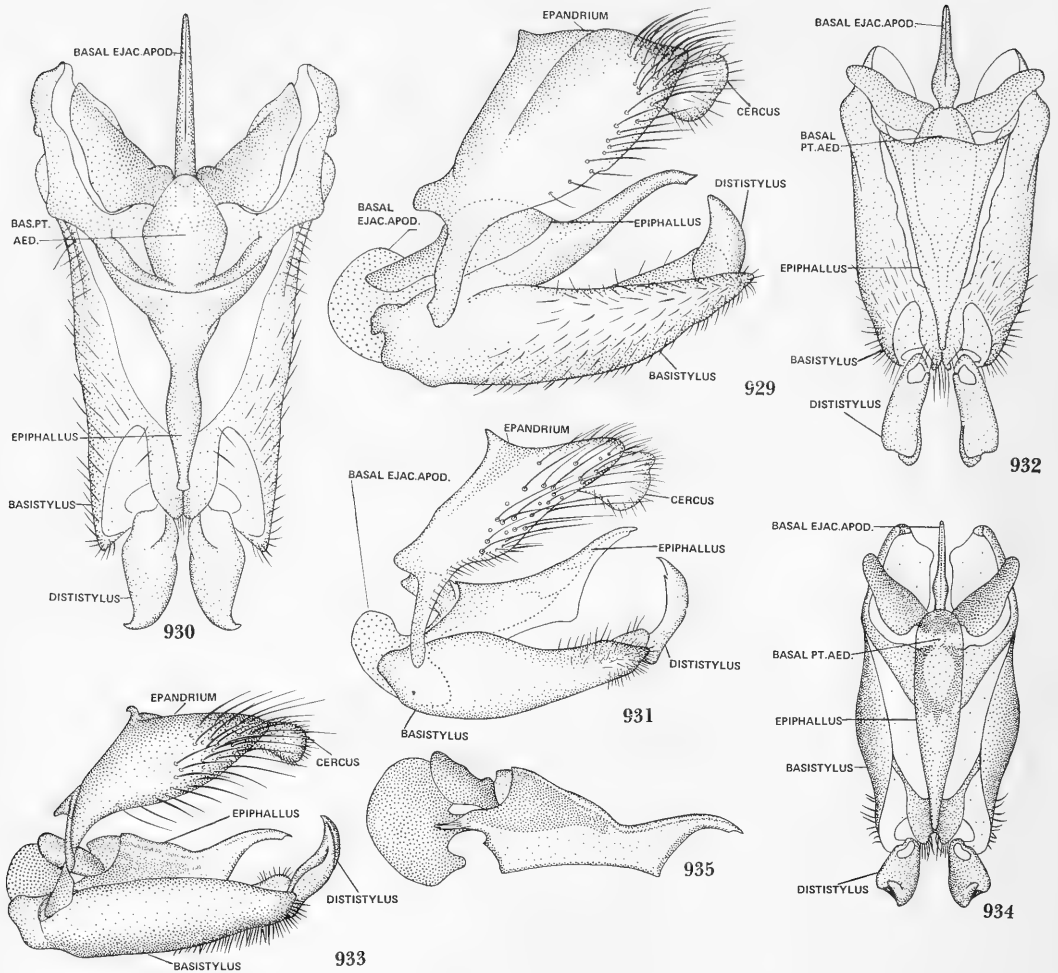 BASAL EJAC.APOD.
BAS.PT.
AED.
EPIPHALLUS
BASISTYLUS
DISTISTYLUS
930
EPANDRIUM
CERCUS
DISTISTYLUS
BASAL
EJAC.APOD.
EPIPHALLUS
BASISTYLUS
929
BASAL EJAC.APOD.
BASAL
PT.AED.
EPIPHALLUS
BASISTYLUS
DISTISTYLUS
932
EPANDRIUM
BASAL EJAC.APOD.
CERCUS
EPIPHALLUS
DISTISTYLUS
BASISTYLUS
931
EPANDRIUM
CERCUS
EPIPHALLUS
DISTISTYLUS
BASISTYLUS
933
935
BASAL EJAC.APOD.
BASAL PT.AED.
EPIPHALLUS
BASISTYLUS
DISTISTYLUS
934